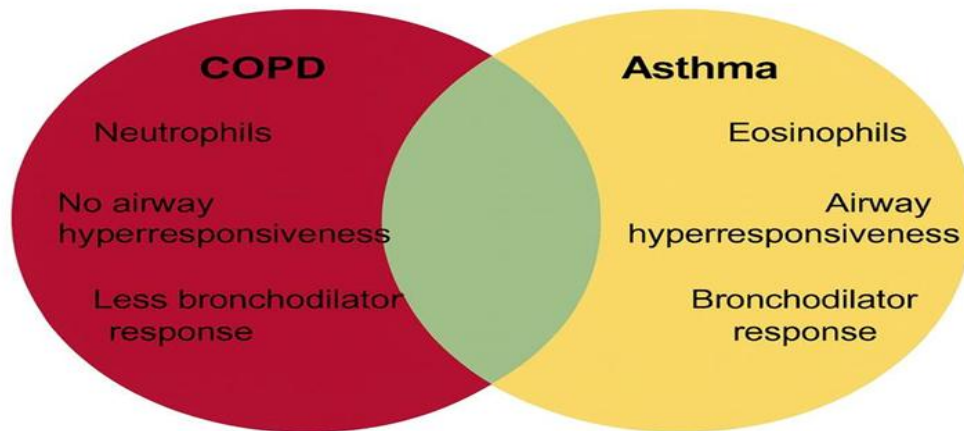 COPD
Neutrophils
No airway
hyperresponsiveness
Less bronchodilator
response
Asthma
Eosinophils
Airway
hyperresponsiveness
Bronchodilator
response